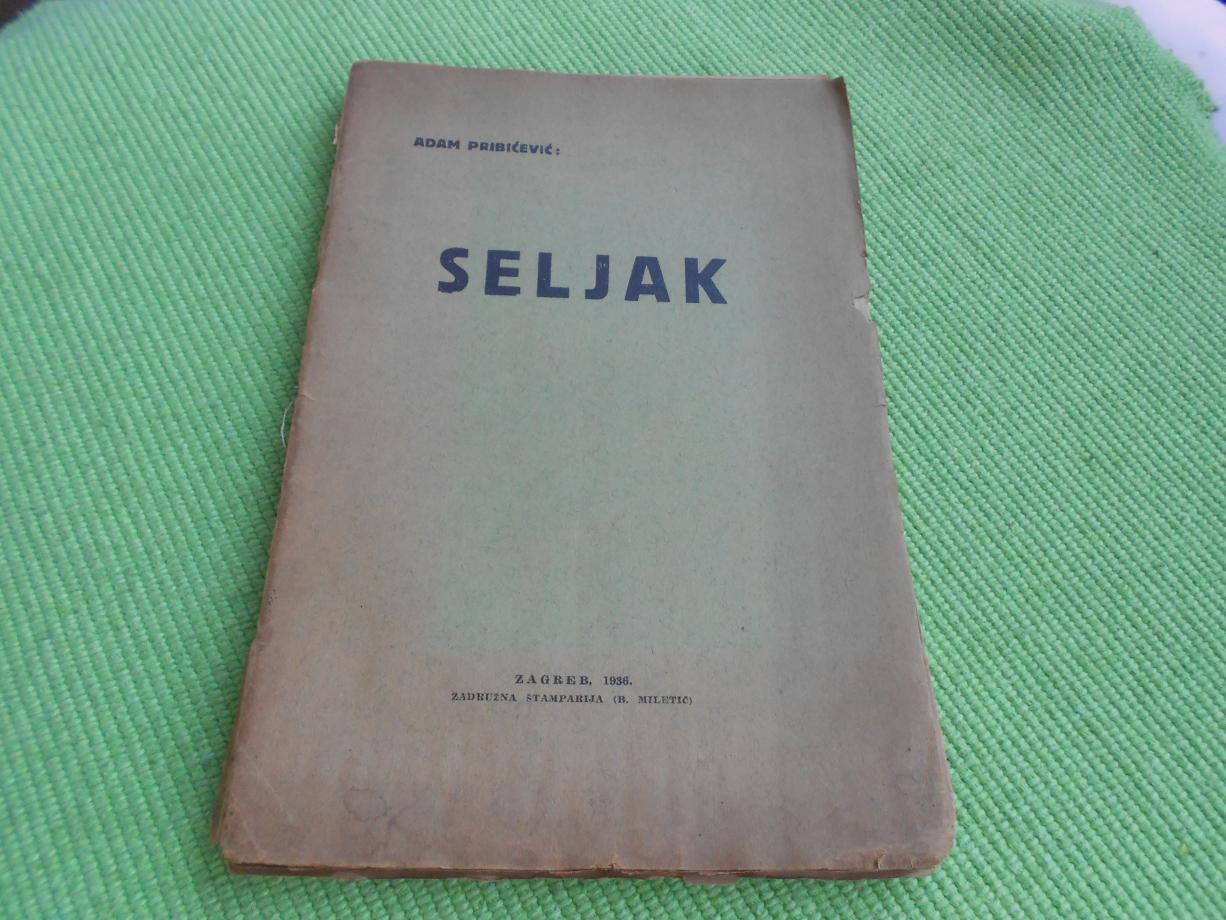 ADAM PRIBIĆEVIĆ:
SELJAK
ZAGREB, 1936.
ZADRUŽNA ŠTAMPARIJA (B. MILETIĆ)